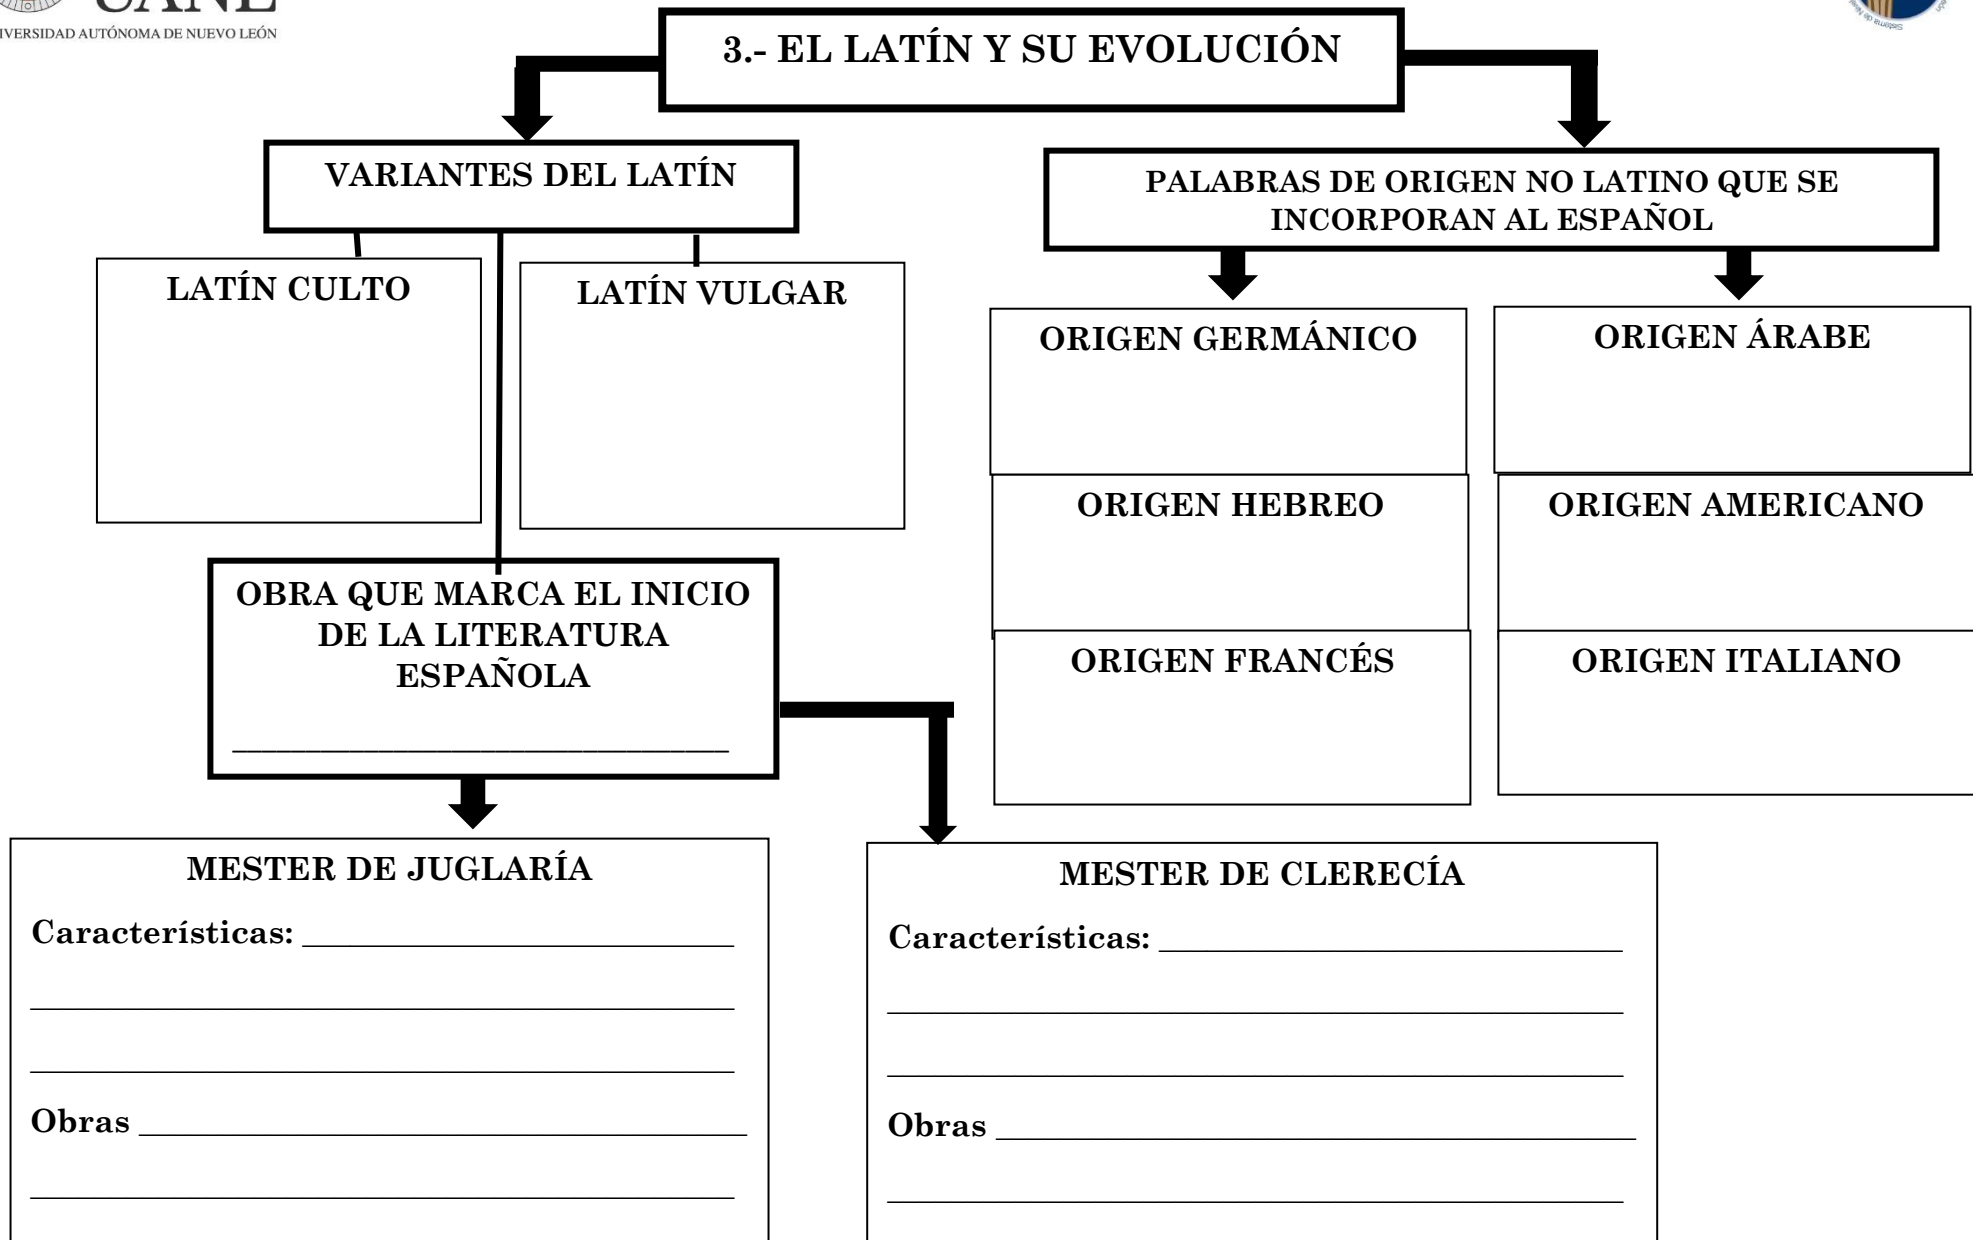 UANL
UNIVERSIDAD AUTÓNOMA DE NUEVO LEÓN
3.- EL LATÍN Y SU EVOLUCIÓN
VARIANTES DEL LATÍN
PALABRAS DE ORIGEN NO LATINO QUE SE
INCORPORAN AL ESPAÑOL
LATÍN CULTO
LATÍN VULGAR
ORIGEN GERMÁNICO
ORIGEN ÁRABE
ORIGEN HEBREO
ORIGEN AMERICANO
OBRA QUE MARCA EL INICIO
DE LA LITERATURA
ESPAÑOLA
ORIGEN FRANCÉS
ORIGEN ITALIANO
MESTER DE JUGLARÍA
Características:
Obras
MESTER DE CLERECÍA
Características:
Obras